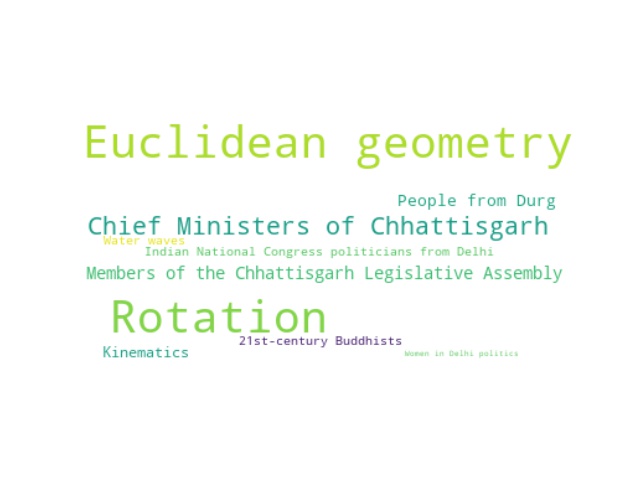 Euclidean geometry
People from Durg
Chief Ministers of Chhattisgarh
Water waves
Indian National Congress politicians from Delhi
Members of the Chhattisgarh Legislative Assembly
Rotation
21st-century Buddhists
Kinematics
Women in Delhi politics